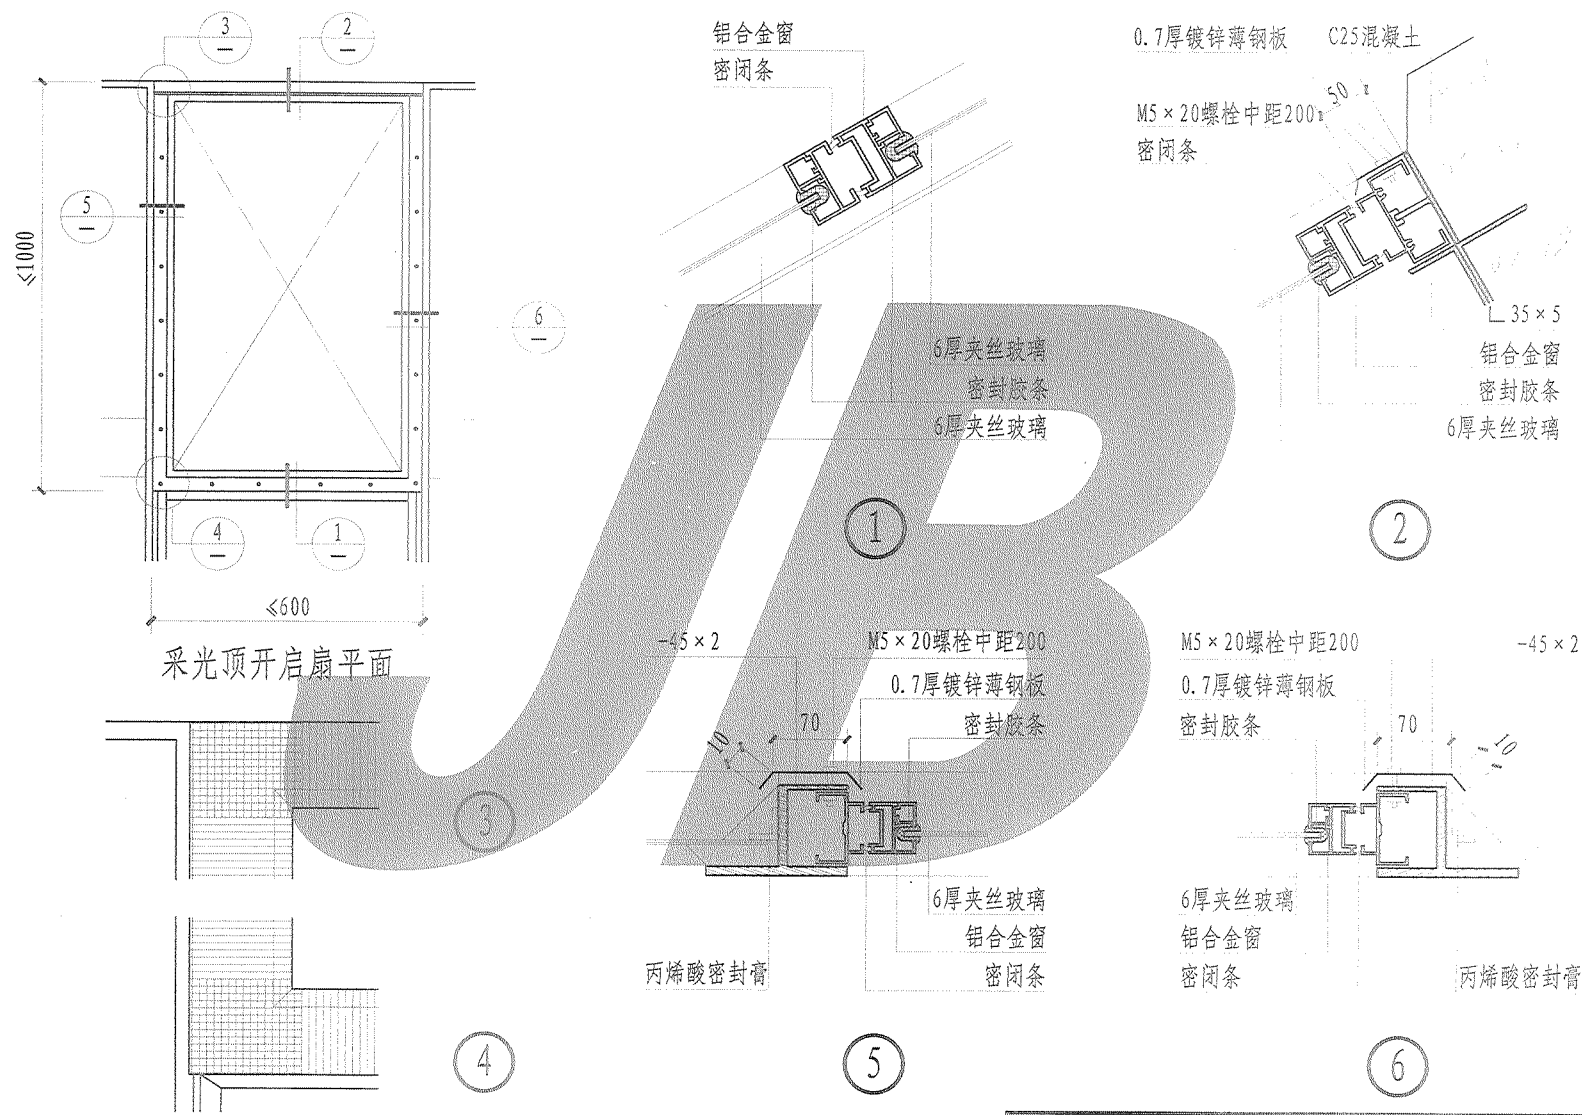 3
2
5
6
4
1
≤1000
≤600
采光顶开启扇平面
铝合金窗
密闭条
6厚夹丝玻璃
密封胶条
6厚夹丝玻璃
1
0.7厚镀锌薄钢板
C25混凝土
50
M5×20螺栓中距200
密闭条
35×5
铝合金窗
密封胶条
6厚夹丝玻璃
2
JB
3
4
-45×2
M5×20螺栓中距200
0.7厚镀锌薄钢板
密封胶条
70
10
6厚夹丝玻璃
铝合金窗
密闭条
丙烯酸密封膏
5
M5×20螺栓中距200
-45×2
0.7厚镀锌薄钢板
密封胶条
70
10
6厚夹丝玻璃
铝合金窗
密闭条
丙烯酸密封膏
6